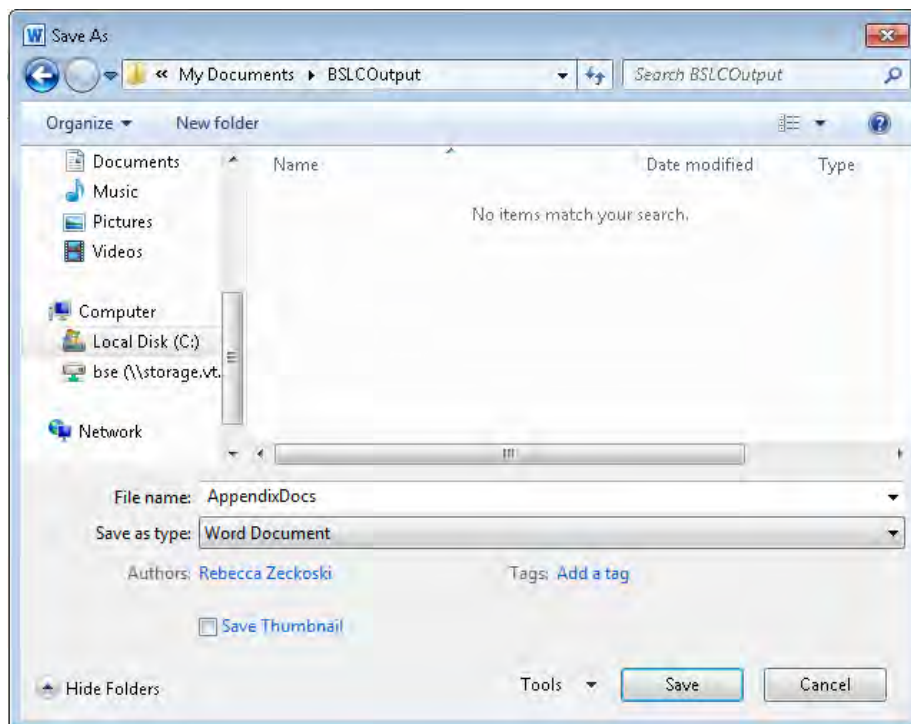 Save As
« My Documents ▸ BSLCOutput Search BSLCOutput
Organize New folder
Documents Name Date modified Type
Music
Pictures No items match your search.
Videos
Computer
Local Disk (C:)
bse (\\storage.vt.
Network
File name: AppendixDocs
Save as type: Word Document
Authors: Rebecca Zeckoski Tags: Add a tag
Save Thumbnail
Hide Folders Tools Save Cancel